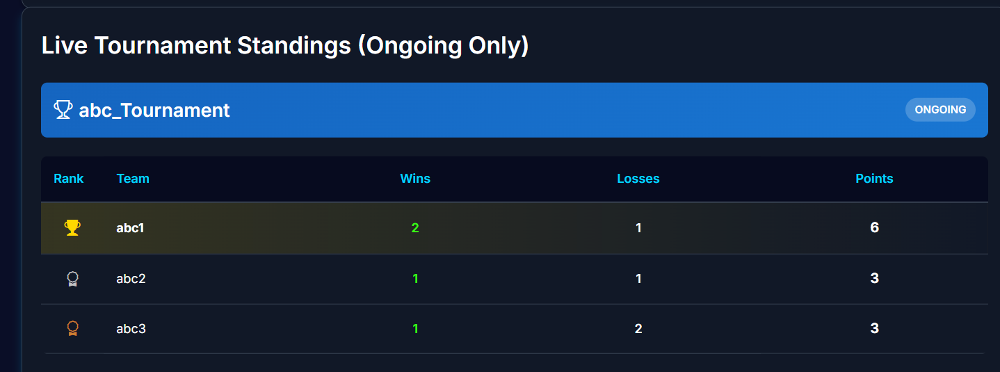 Live Tournament Standings (Ongoing Only)
abc_Tournament ONGOING
Rank Team Wins Losses Points
abc1 2 1 6
abc2 1 1 3
abc3 1 2 3